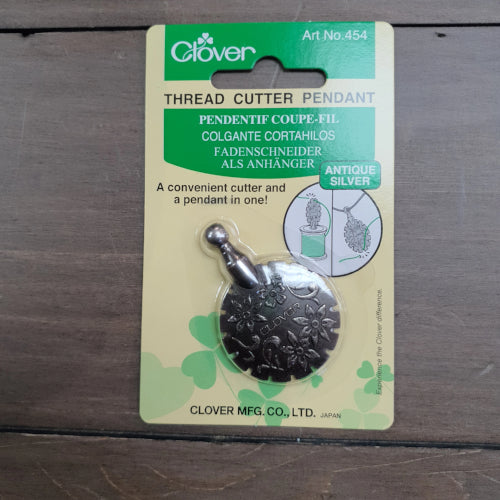 Clover
Art No.454
THREAD CUTTER PENDANT
PENDENTIF COUPE-FIL
COLGANTE CORTAHILOS
FADENSCHNEIDER
ALS ANHÄNGER
ANTIQUE
SILVER
A convenient cutter and
a pendant in one!
CLOVER
Experience the Clover difference.
CLOVER MFG.CO.,LTD. JAPAN